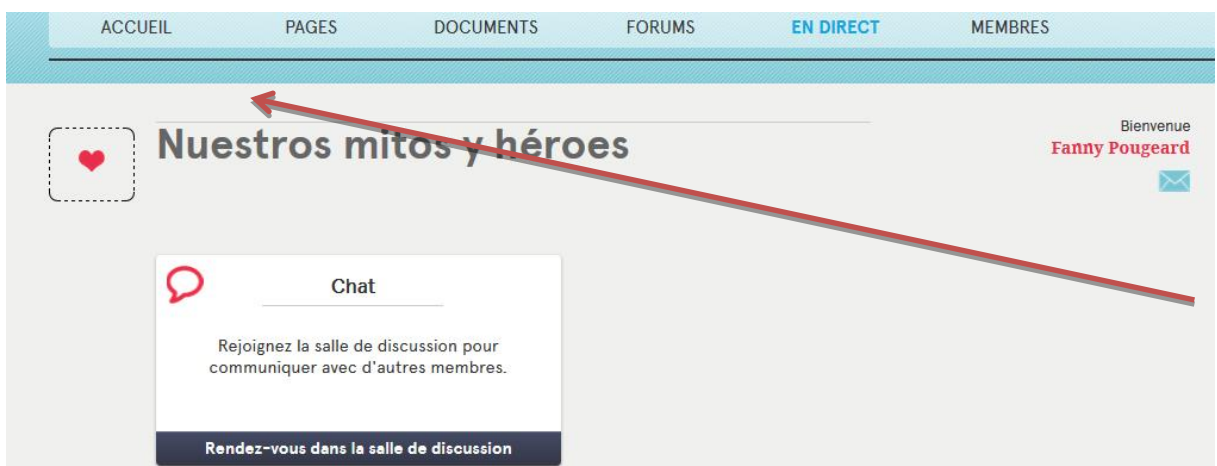 ACCUEIL PAGES DOCUMENTS FORUMS EN DIRECT MEMBRES
Nuestros mitos y héroes
Bienvenue
Fanny Pougeard
Chat
Rejoignez la salle de discussion pour
communiquer avec d'autres membres.
Rendez-vous dans la salle de discussion